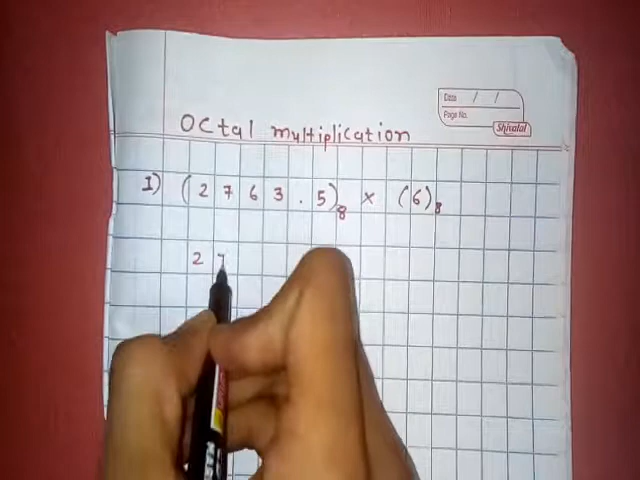 Date / /
Page No.
Shivalal
Octal multiplication
1) (2763.5)8 × (6)8
2 7